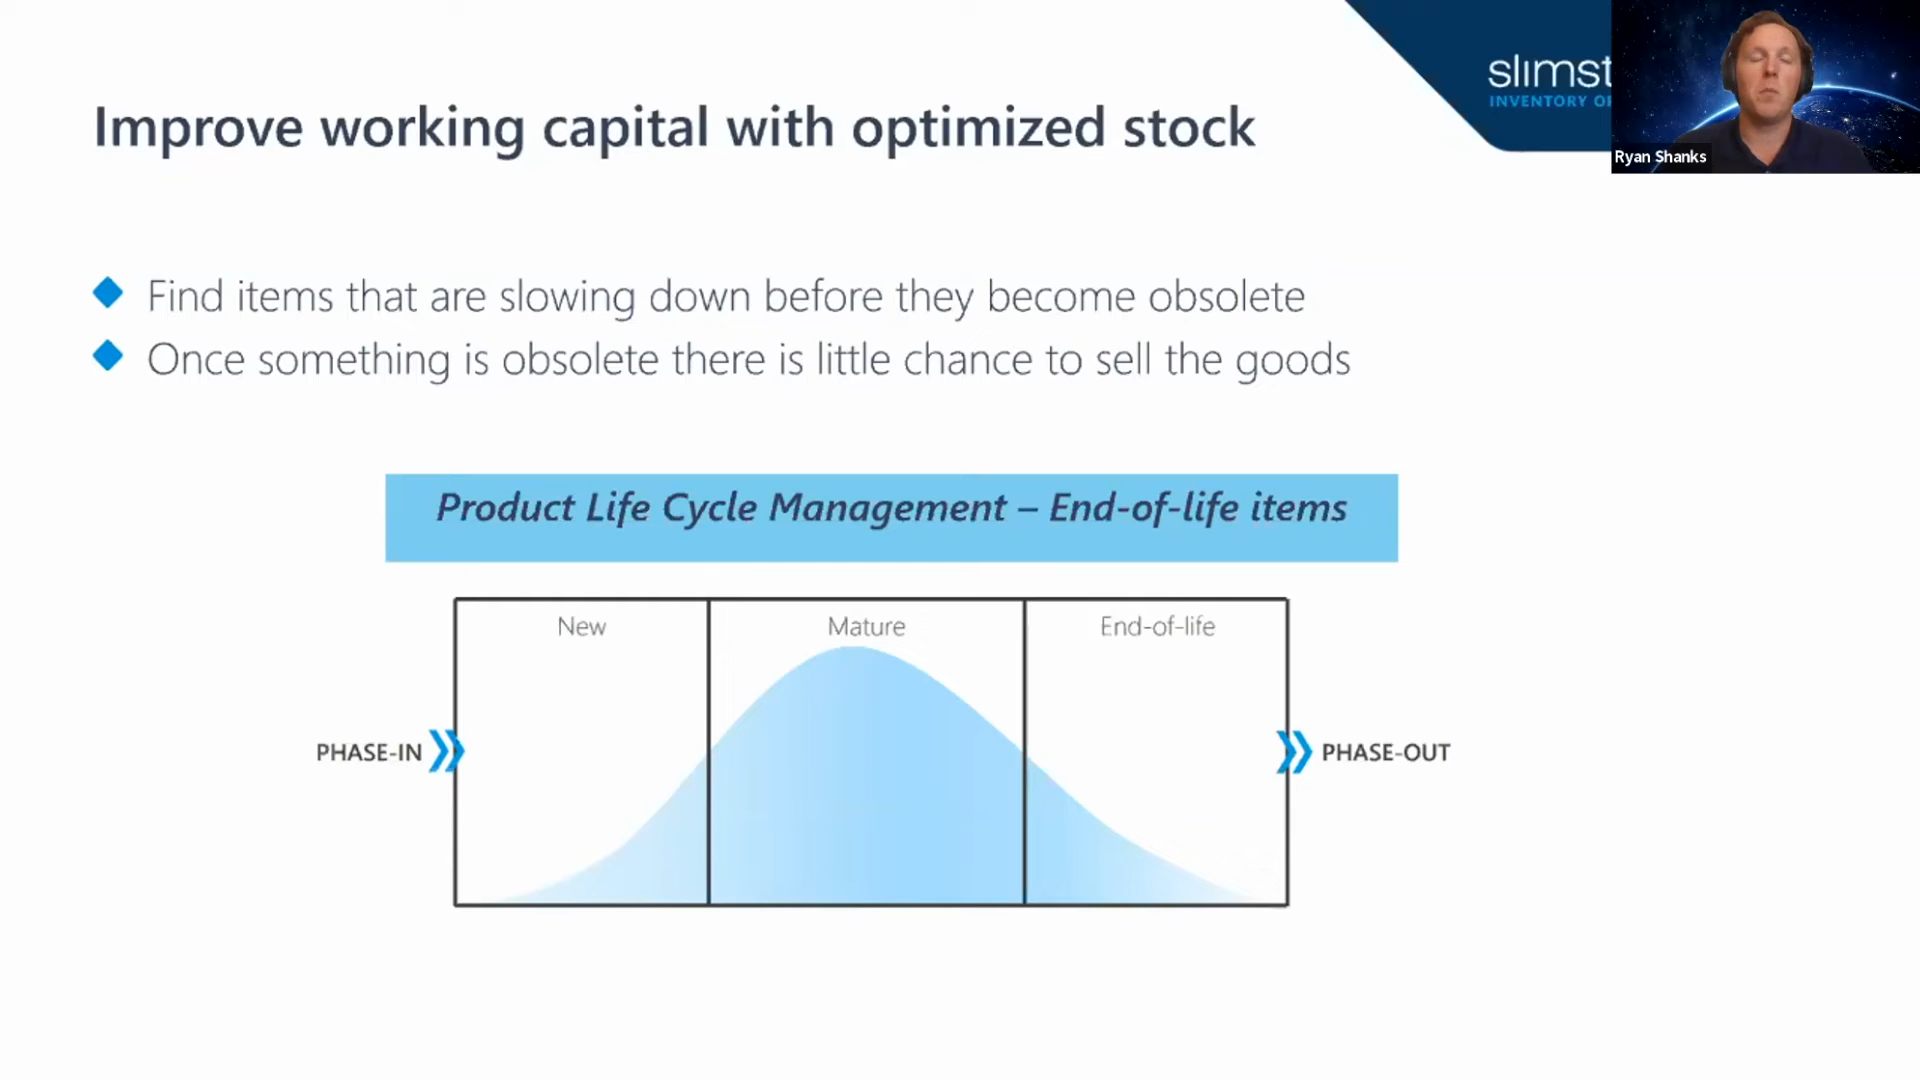 slimst
INVENTORY OP
Ryan Shanks
Improve working capital with optimized stock
Find items that are slowing down before they become obsolete
Once something is obsolete there is little chance to sell the goods
Product Life Cycle Management – End-of-life items
New
Mature
End-of-life
PHASE-IN
PHASE-OUT